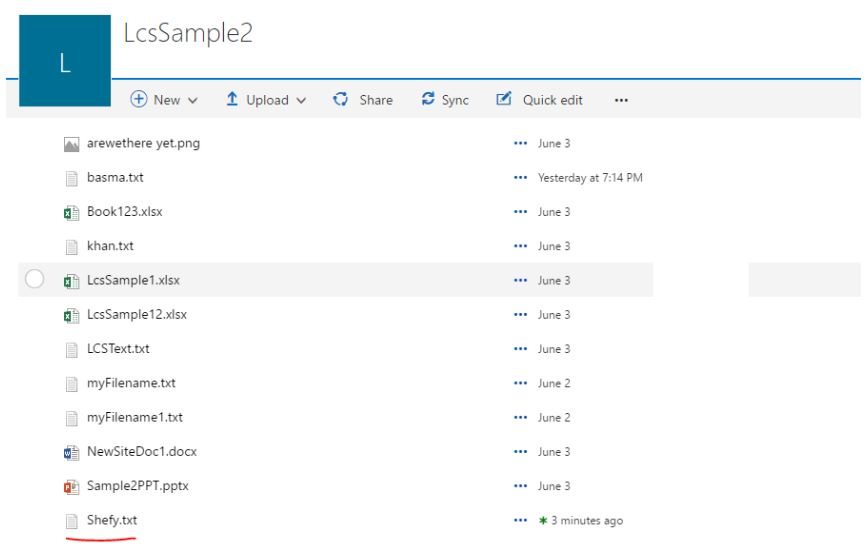 LcsSample2
L
New Upload Share Sync Quick edit ...
arewethere yet.png ... June 3
basma.txt ... Yesterday at 7:14 PM
Book123.xlsx ... June 3
khan.txt ... June 3
LcsSample1.xlsx ... June 3
LcsSample12.xlsx ... June 3
LCSText.txt ... June 3
myFilename.txt ... June 2
myFilename1.txt ... June 2
NewSiteDoc1.docx ... June 3
Sample2PPT.pptx ... June 3
Shefy.txt ... 3 minutes ago